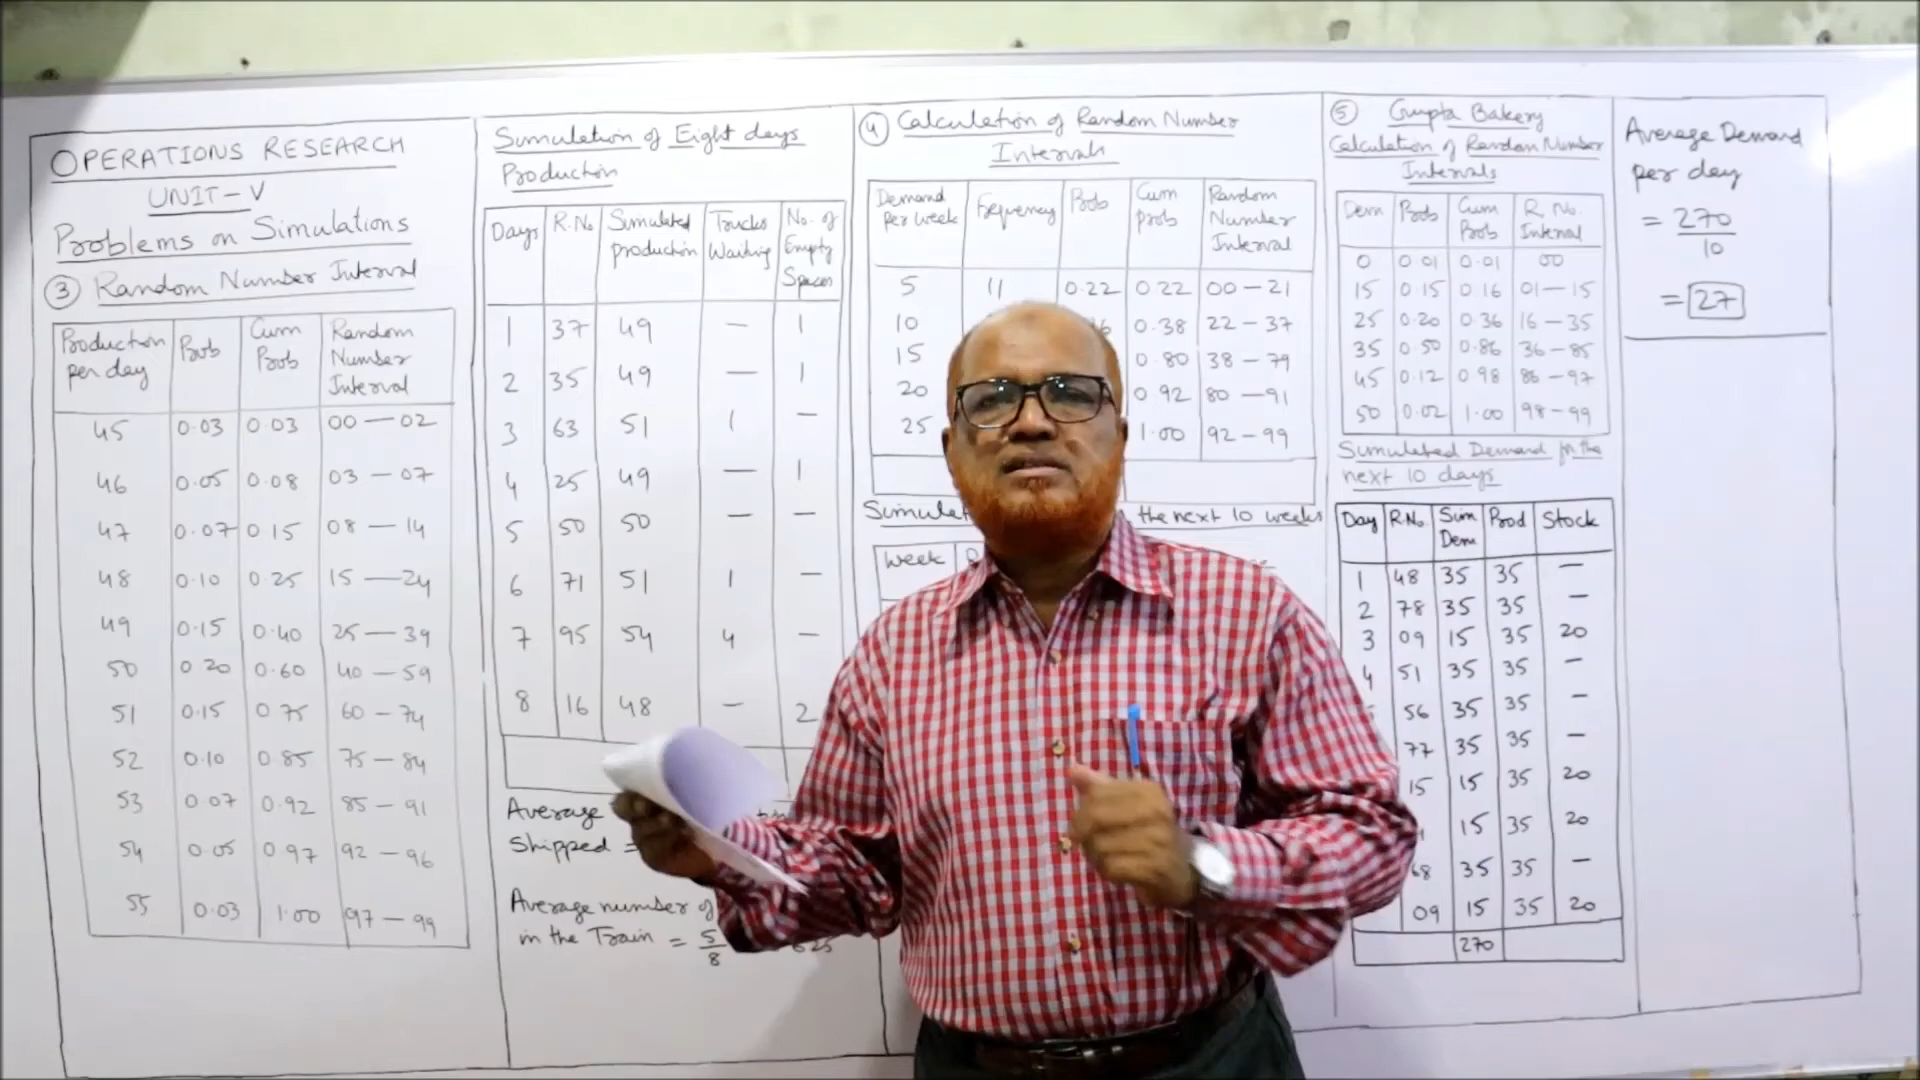 OPERATIONS RESEARCH
UNIT-V
Problems on Simulations
③ Random Number Interval
Production per day | Prob | Cum Prob | Random Number Interval
45 | 0.03 | 0.03 | 00 — 02
46 | 0.05 | 0.08 | 03 — 07
47 | 0.07 | 0.15 | 08 — 14
48 | 0.10 | 0.25 | 15 — 24
49 | 0.15 | 0.40 | 25 — 39
50 | 0.20 | 0.60 | 40 — 59
51 | 0.15 | 0.75 | 60 — 74
52 | 0.10 | 0.85 | 75 — 84
53 | 0.07 | 0.92 | 85 — 91
54 | 0.05 | 0.97 | 92 — 96
55 | 0.03 | 1.00 | 97 — 99
Simulation of Eight days
Production
Days | R.No | Simulated production | Trucks Waiting | No. of Empty Spaces
1 | 37 | 49 | — | 1
2 | 35 | 49 | — | 1
3 | 63 | 51 | 1 | —
4 | 25 | 49 | — | 1
5 | 50 | 50 | — | —
6 | 71 | 51 | 1 | —
7 | 95 | 54 | 4 | —
8 | 16 | 48 | — | 2
Average
Shipped =
Average number of
in the Train = 5/8
④ Calculation of Random Number
Intervals
Demand Per week | Frequency | Prob | Cum prob | Random Number Interval
5 | 11 | 0.22 | 0.22 | 00 — 21
10 | 0.38 | 22 — 37
15 | 0.80 | 38 — 79
20 | 0.92 | 80 — 91
25 | 1.00 | 92 — 99
the next 10 weeks
Week
⑤ Gupta Bakery
Calculation of Random Number
Intervals
Dem | Prob | Cum Prob | R No. Interval
0 | 0.01 | 0.01 | 00
15 | 0.15 | 0.16 | 01 — 15
25 | 0.20 | 0.36 | 16 — 35
35 | 0.50 | 0.86 | 36 — 85
45 | 0.12 | 0.98 | 86 — 97
50 | 0.02 | 1.00 | 98 — 99
Simulated Demand for the
next 10 days
Day | R.No. | Sim Dem | Prod | Stock
1 | 48 | 35 | 35 | —
2 | 78 | 35 | 35 | —
3 | 09 | 15 | 35 | 20
4 | 51 | 35 | 35 | —
56 | 35 | 35 | —
77 | 35 | 35 | —
15 | 15 | 35 | 20
15 | 35 | 20
68 | 35 | 35 | —
09 | 15 | 35 | 20
270
Average Demand
per day
= 270/10
= 27